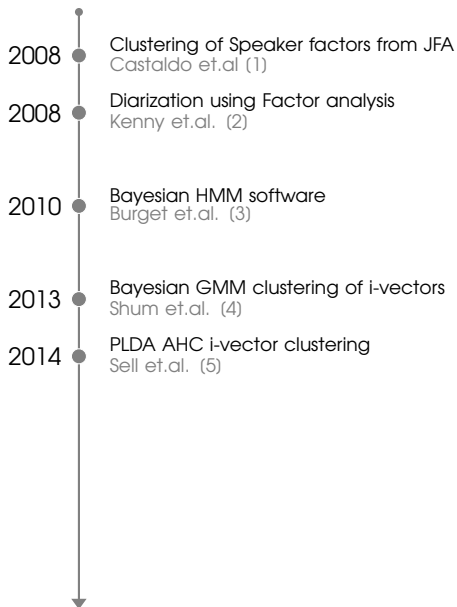 2008 Clustering of Speaker factors from JFA
Castaldo et.al (1)
2008 Diarization using Factor analysis
Kenny et.al. (2)
2010 Bayesian HMM software
Burget et.al. (3)
2013 Bayesian GMM clustering of i-vectors
Shum et.al. (4)
2014 PLDA AHC i-vector clustering
Sell et.al. (5)